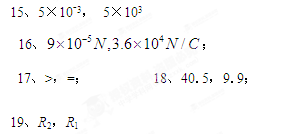 15、5×10⁻³， 5×10³
16、9×10⁻⁵N,3.6×10⁴N/C；
17、>，=； 18、40.5，9.9；
19、R₂，R₁